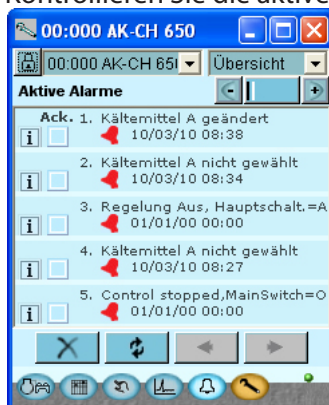 Kontrollieren Sie die aktive
00:000 AK-CH 650
00:000 AK-CH 65 Übersicht
Aktive Alarme
Ack. 1. Kältemittel A geändert
10/03/10 08:38
2. Kältemittel A nicht gewählt
10/03/10 08:34
3. Regelung Aus, Hauptschalt.=A
01/01/00 00:00
4. Kältemittel A nicht gewählt
10/03/10 08:27
5. Control stopped,MainSwitch=O
01/01/00 00:00